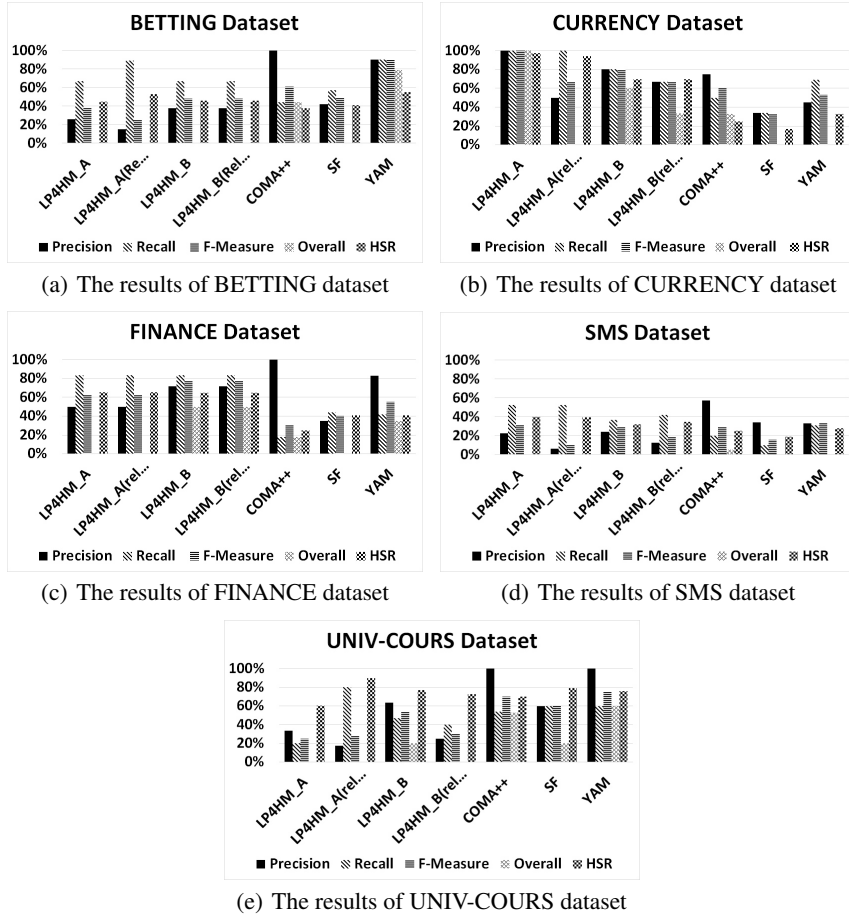 BETTING Dataset
100%
80%
60%
40%
20%
0%
LP4HM_A
LP4HM_A(Re...
LP4HM_B
LP4HM_B(Rel...
COMA++
SF
YAM
Precision Recall F-Measure Overall HSR
(a) The results of BETTING dataset
CURRENCY Dataset
100%
80%
60%
40%
20%
0%
LP4HM_A
LP4HM_A(rel...
LP4HM_B
LP4HM_B(rel...
COMA++
SF
YAM
Precision Recall F-Measure Overall HSR
(b) The results of CURRENCY dataset
FINANCE Dataset
100%
80%
60%
40%
20%
0%
LP4HM_A
LP4HM_A(rel...
LP4HM_B
LP4HM_B(rel...
COMA++
SF
YAM
Precision Recall F-Measure Overall HSR
(c) The results of FINANCE dataset
SMS Dataset
100%
80%
60%
40%
20%
0%
LP4HM_A
LP4HM_A(rel...
LP4HM_B
LP4HM_B(rel...
COMA++
SF
YAM
Precision Recall F-Measure Overall HSR
(d) The results of SMS dataset
UNIV-COURS Dataset
100%
80%
60%
40%
20%
0%
LP4HM_A
LP4HM_A(rel...
LP4HM_B
LP4HM_B(rel...
COMA++
SF
YAM
Precision Recall F-Measure Overall HSR
(e) The results of UNIV-COURS dataset